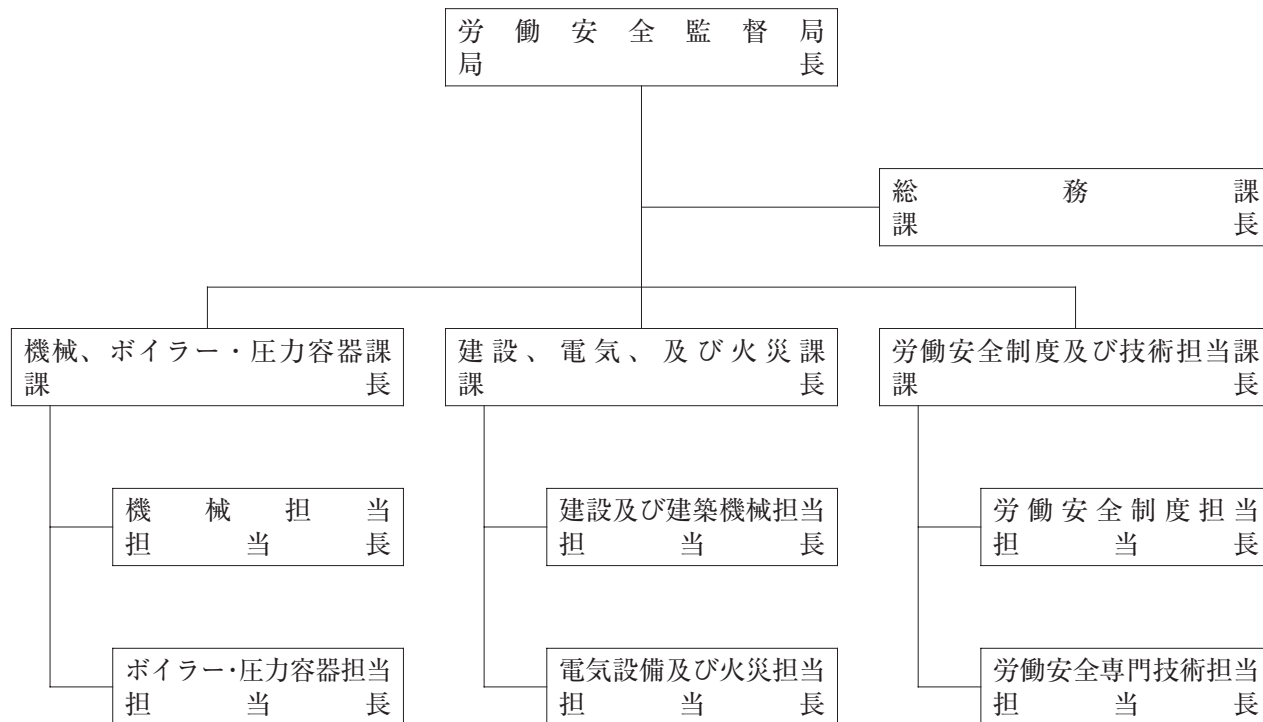 労働安全監督局
局長
総務課
課長
機械、ボイラー・圧力容器課
課長
建設、電気、及び火災課
課長
労働安全制度及び技術担当課
課長
機械担当
担当長
建設及び建築機械担当
担当長
労働安全制度担当
担当長
ボイラー・圧力容器担当
担当長
電気設備及び火災担当
担当長
労働安全専門技術担当
担当長